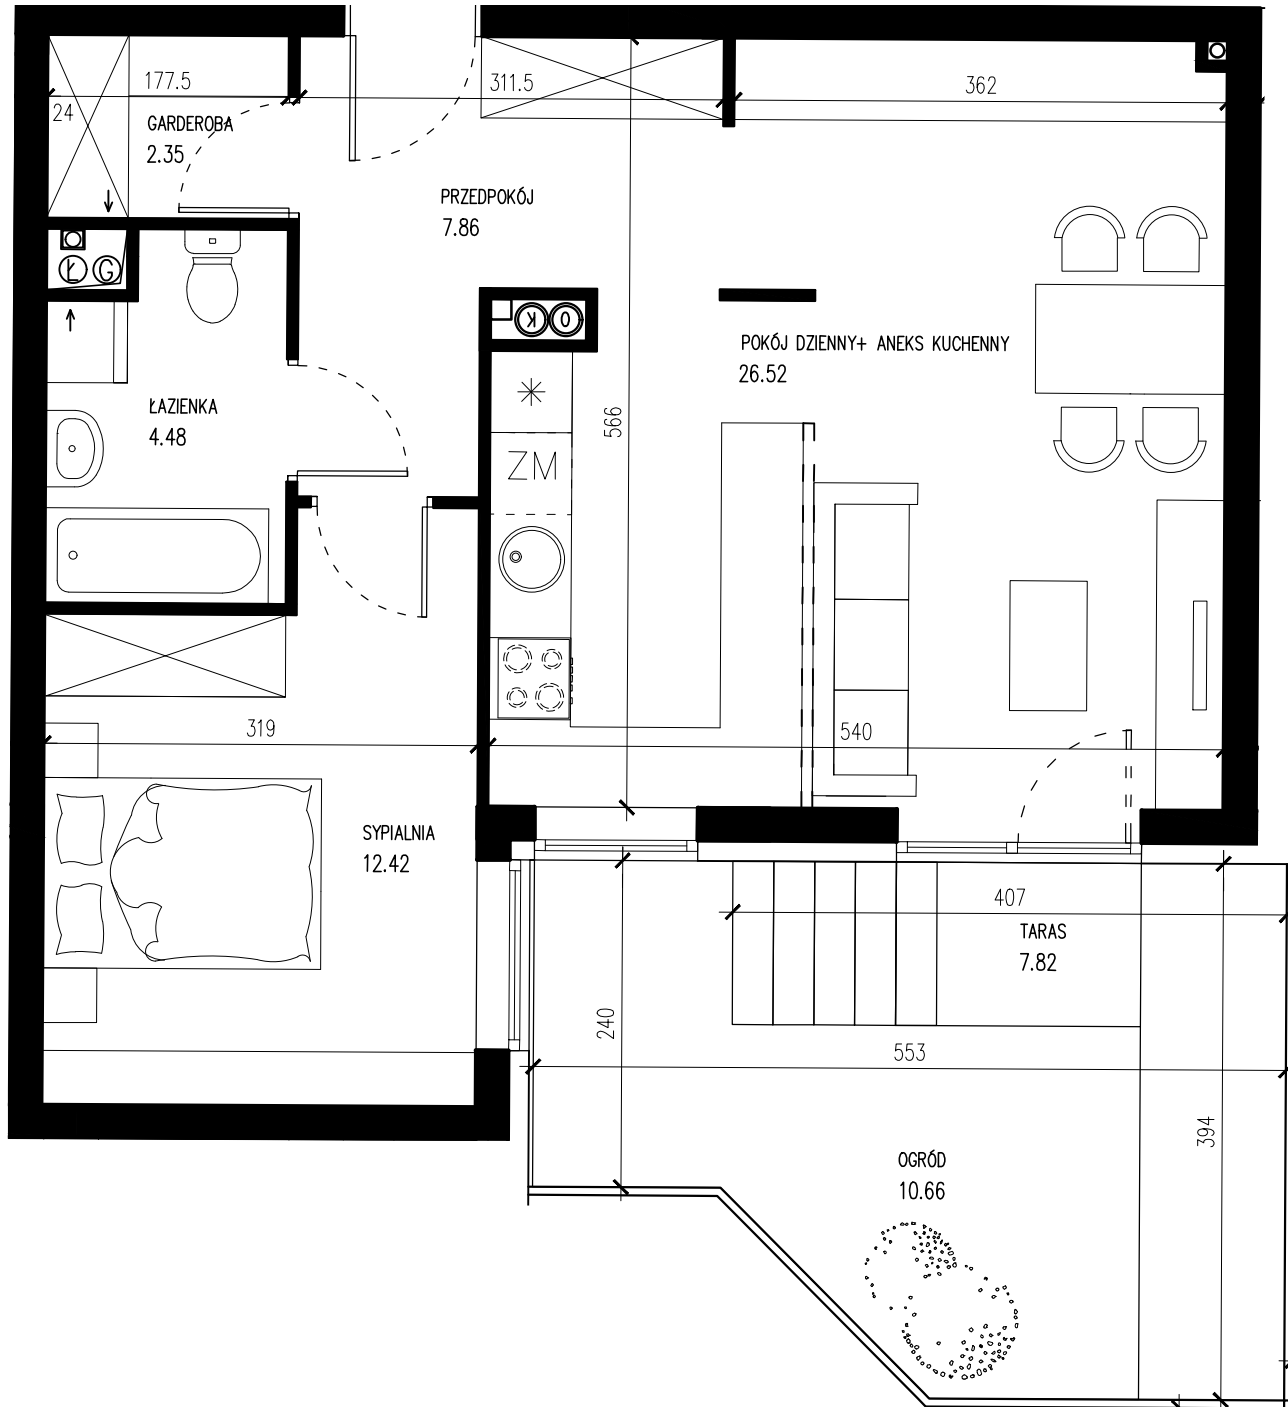 177.5
311.5
362
24
GARDEROBA
2.35
PRZEDPOKÓJ
7.86
Ł G
K O
POKÓJ DZIENNY+ ANEKS KUCHENNY
26.52
ŁAZIENKA
4.48
566
ZM
319
540
SYPIALNIA
12.42
407
TARAS
7.82
240
553
394
OGRÓD
10.66